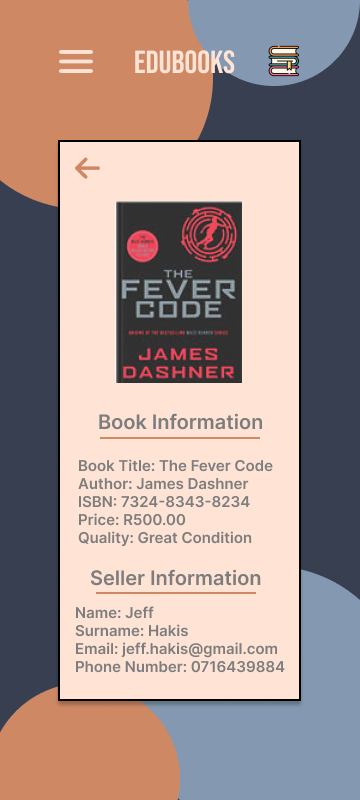 EDUBOOKS
THE
FEVER
CODE
JAMES
DASHNER
Book Information
Book Title: The Fever Code
Author: James Dashner
ISBN: 7324-8343-8234
Price: R500.00
Quality: Great Condition
Seller Information
Name: Jeff
Surname: Hakis
Email: jeff.hakis@gmail.com
Phone Number: 0716439884